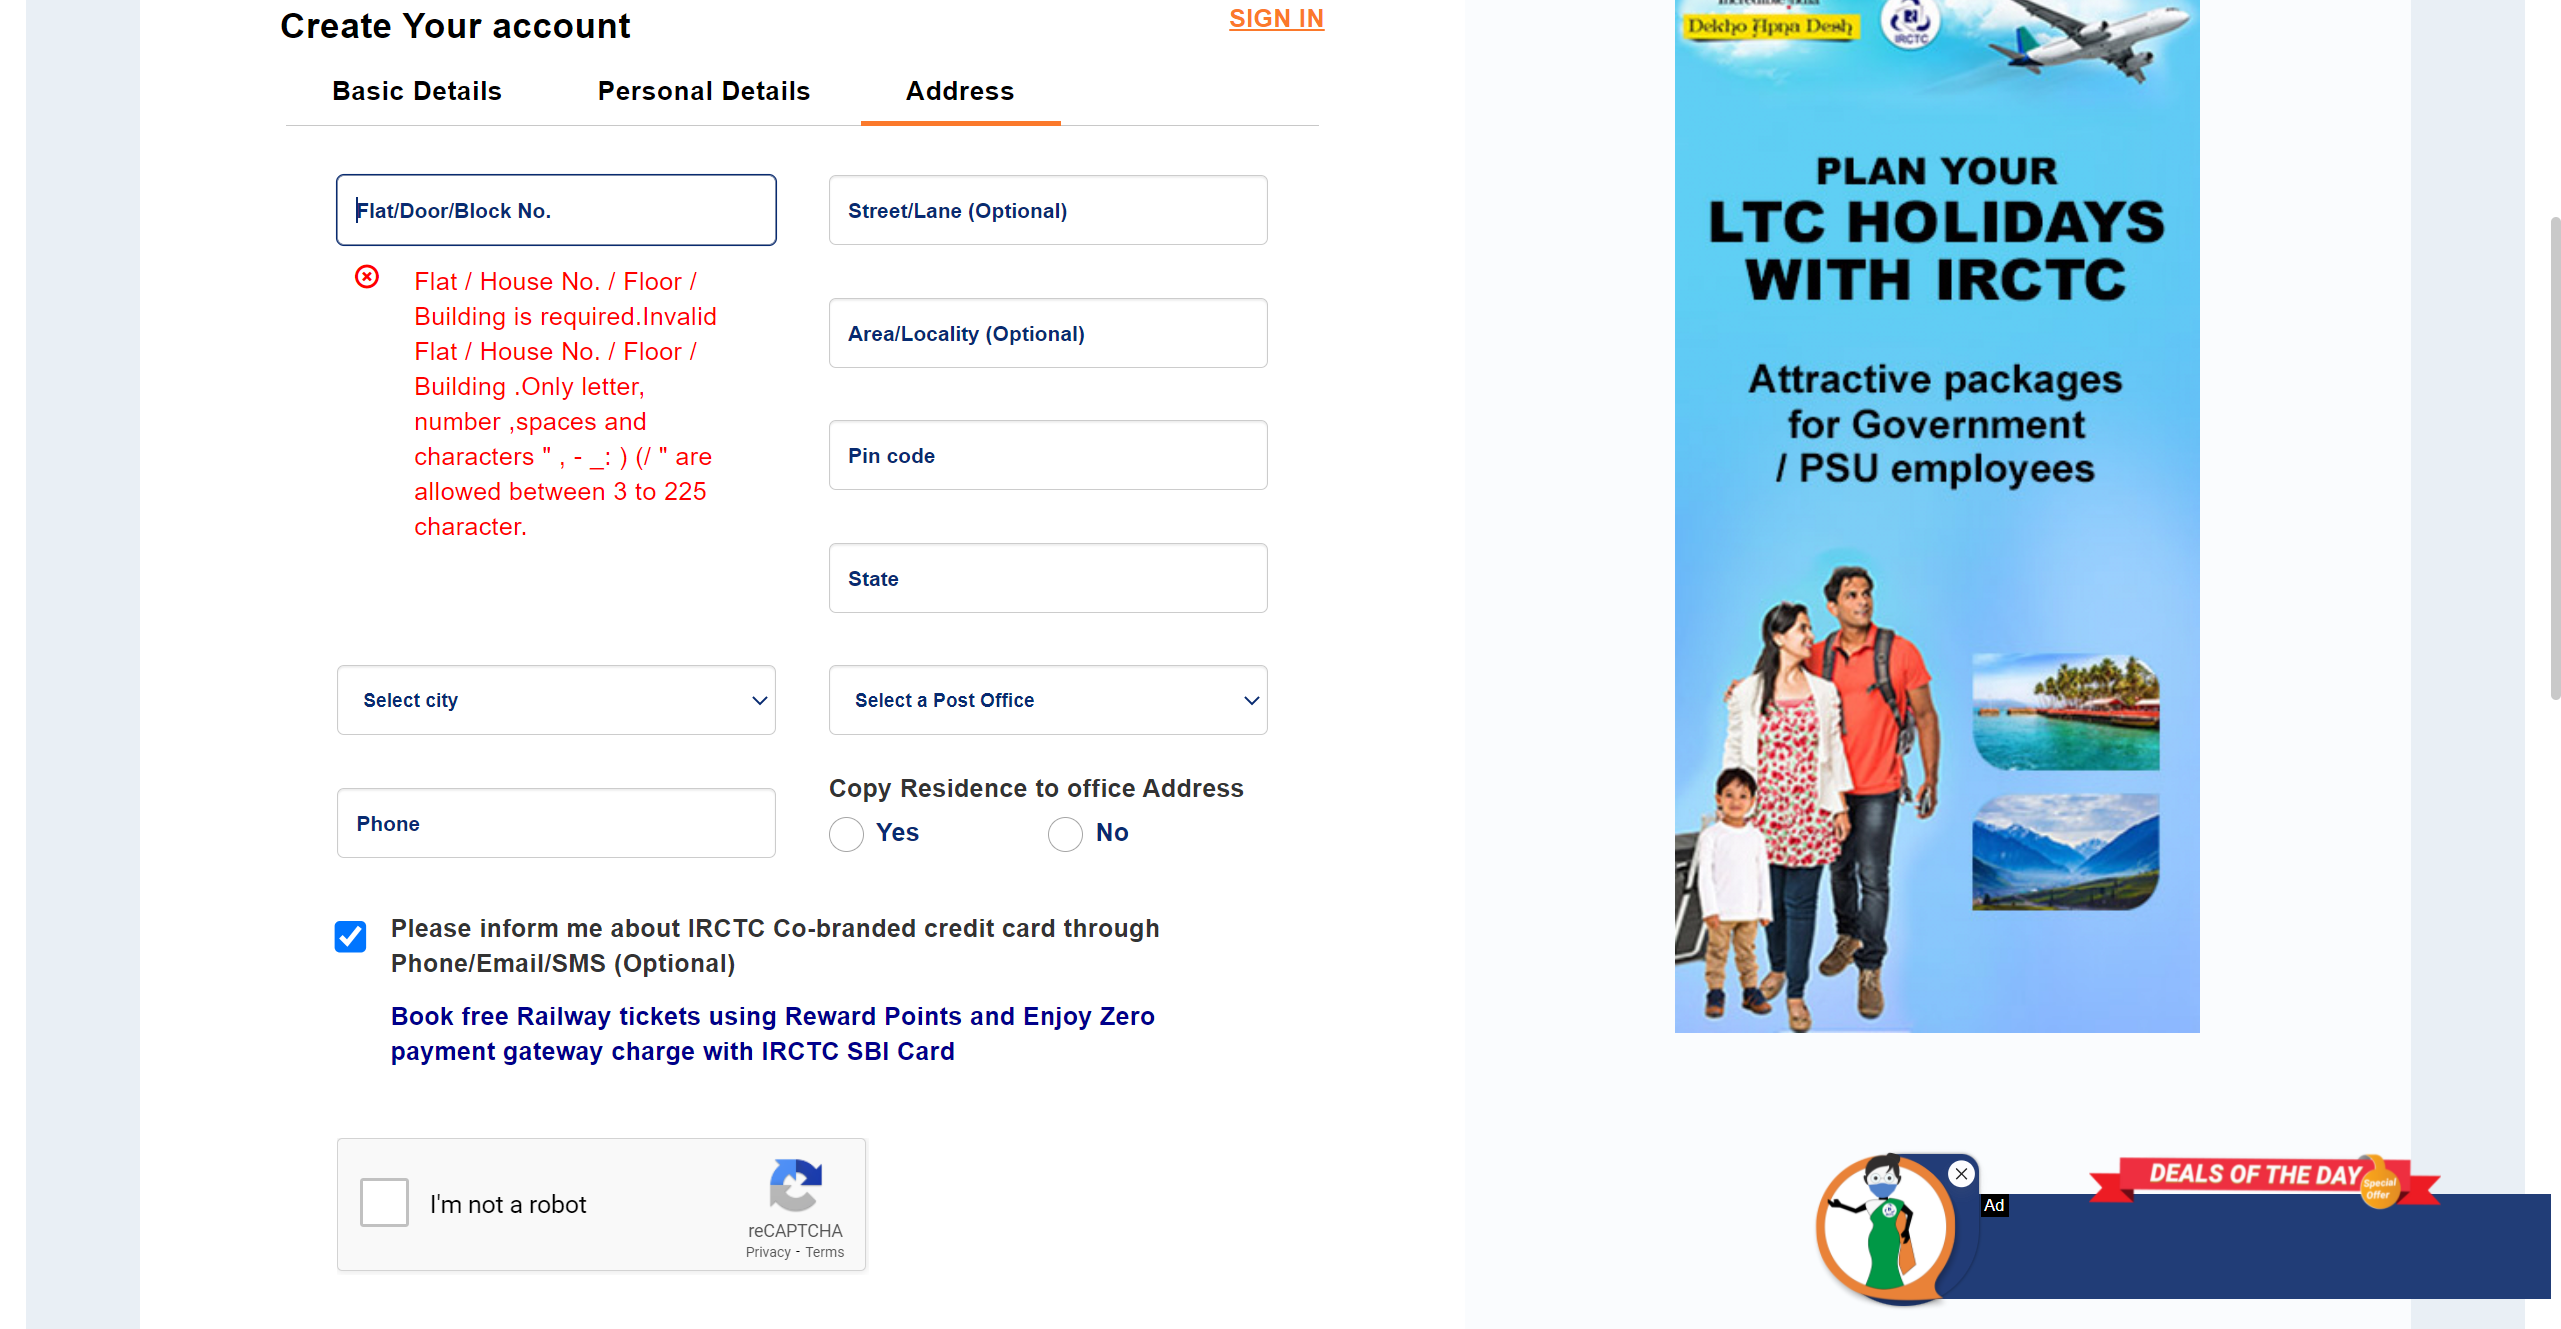 Create Your account
SIGN IN
Basic Details
Personal Details
Address
Flat/Door/Block No.
Street/Lane (Optional)
Flat / House No. / Floor /
Building is required.Invalid
Flat / House No. / Floor /
Building .Only letter,
number ,spaces and
characters " , - _: ) (/ " are
allowed between 3 to 225
character.
Area/Locality (Optional)
Pin code
State
Select city
Select a Post Office
Phone
Copy Residence to office Address
Yes
No
Please inform me about IRCTC Co-branded credit card through
Phone/Email/SMS (Optional)
Book free Railway tickets using Reward Points and Enjoy Zero
payment gateway charge with IRCTC SBI Card
I'm not a robot
reCAPTCHA
Privacy - Terms
Dekho Apna Desh
IRCTC
PLAN YOUR
LTC HOLIDAYS
WITH IRCTC
Attractive packages
for Government
/ PSU employees
DEALS OF THE DAY
Special
Offer
Ad